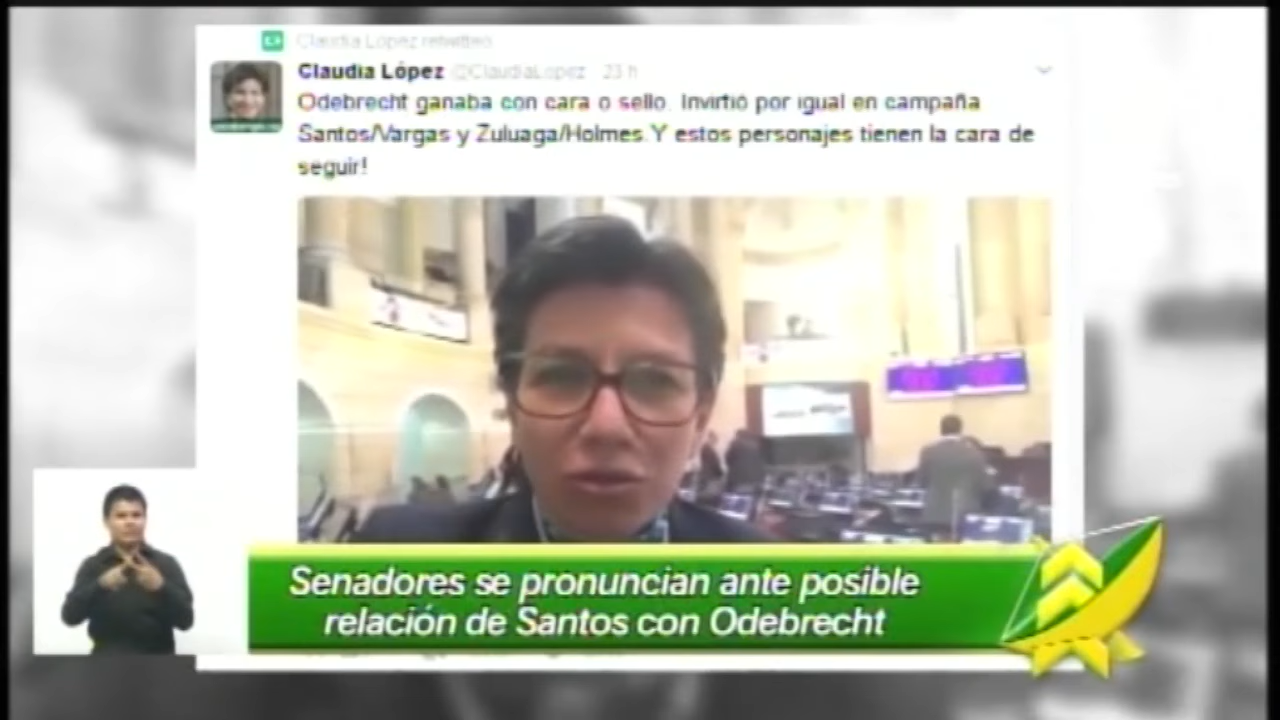 Claudia López retwitteó
Claudia López @ClaudiaLopez · 23 h
Odebrecht ganaba con cara o sello. Invirtió por igual en campaña
Santos/Vargas y Zuluaga/Holmes.Y estos personajes tienen la cara de
seguir!
Senadores se pronuncian ante posible
relación de Santos con Odebrecht